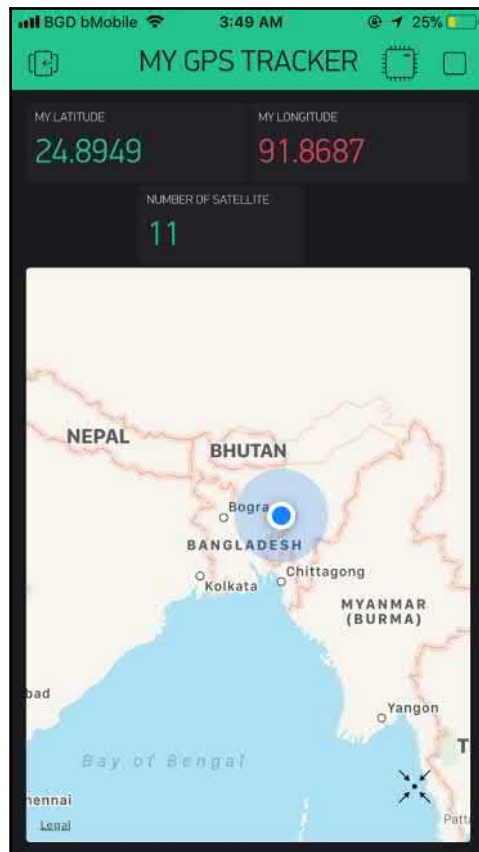 BGD bMobile 3:49 AM 25%
MY GPS TRACKER
MY LATITUDE MY LONGITUDE
24.8949 91.8687
NUMBER OF SATELLITE
11
NEPAL
BHUTAN
Bogra
BANGLADESH
Chittagong
Kolkata
MYANMAR
(BURMA)
bad
Yangon
T
Bay of Bengal
hennai
Legal
Patt